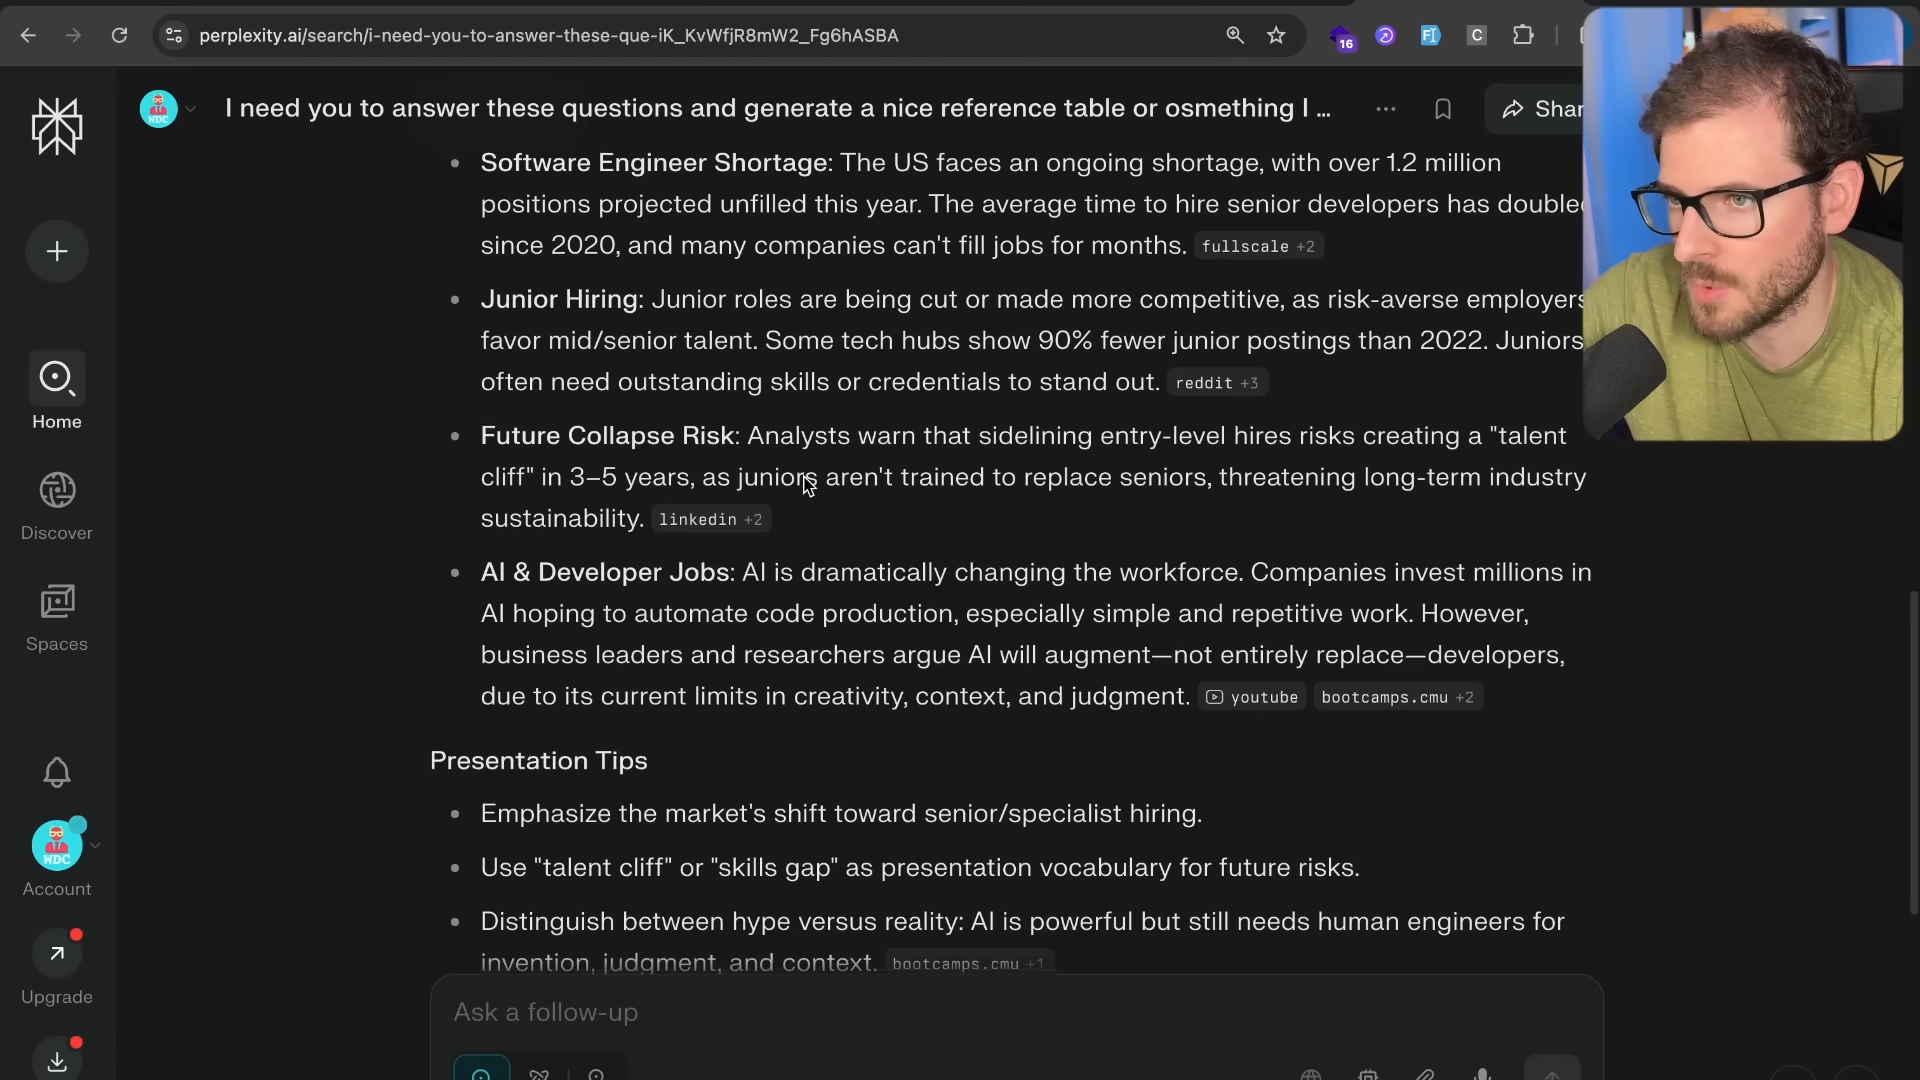 perplexity.ai/search/i-need-you-to-answer-these-que-iK_KvWfjR8mW2_Fg6hASBA
16
C
WDC
I need you to answer these questions and generate a nice reference table or osmething I ...
Shar
Software Engineer Shortage: The US faces an ongoing shortage, with over 1.2 million
positions projected unfilled this year. The average time to hire senior developers has doubled
since 2020, and many companies can't fill jobs for months. fullscale +2
Junior Hiring: Junior roles are being cut or made more competitive, as risk-averse employers
favor mid/senior talent. Some tech hubs show 90% fewer junior postings than 2022. Juniors
often need outstanding skills or credentials to stand out. reddit +3
Home
Future Collapse Risk: Analysts warn that sidelining entry-level hires risks creating a "talent
cliff" in 3–5 years, as juniors aren't trained to replace seniors, threatening long-term industry
sustainability. linkedin +2
Discover
AI & Developer Jobs: AI is dramatically changing the workforce. Companies invest millions in
AI hoping to automate code production, especially simple and repetitive work. However,
business leaders and researchers argue AI will augment—not entirely replace—developers,
due to its current limits in creativity, context, and judgment. youtube bootcamps.cmu +2
Spaces
Presentation Tips
Emphasize the market's shift toward senior/specialist hiring.
Use "talent cliff" or "skills gap" as presentation vocabulary for future risks.
Distinguish between hype versus reality: AI is powerful but still needs human engineers for
invention, judgment, and context. bootcamps.cmu +1
WDC
Account
Upgrade
Ask a follow-up